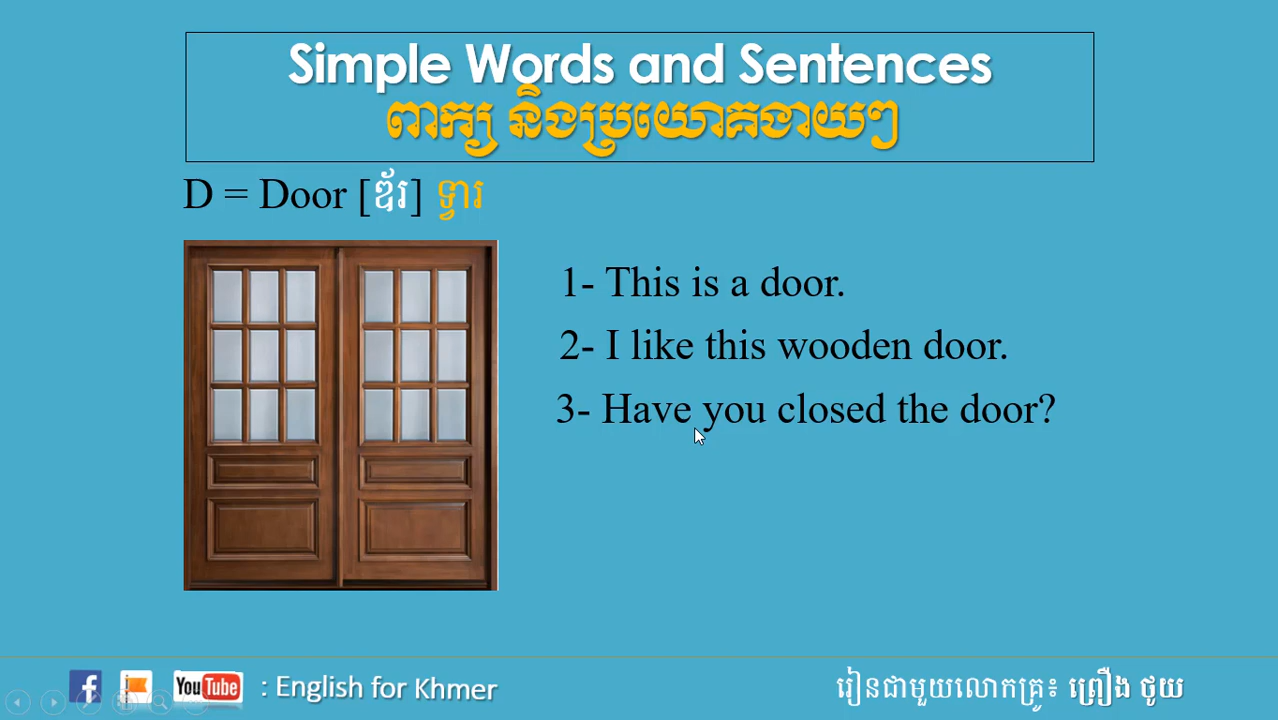 Simple Words and Sentences
ពាក្យ និងប្រយោគងាយៗ
D = Door [ឌ័រ] ទ្វារ
1- This is a door.
2- I like this wooden door.
3- Have you closed the door?
YouTube : English for Khmer
រៀនជាមួយលោកគ្រូ៖ ព្រឿង ថូយ